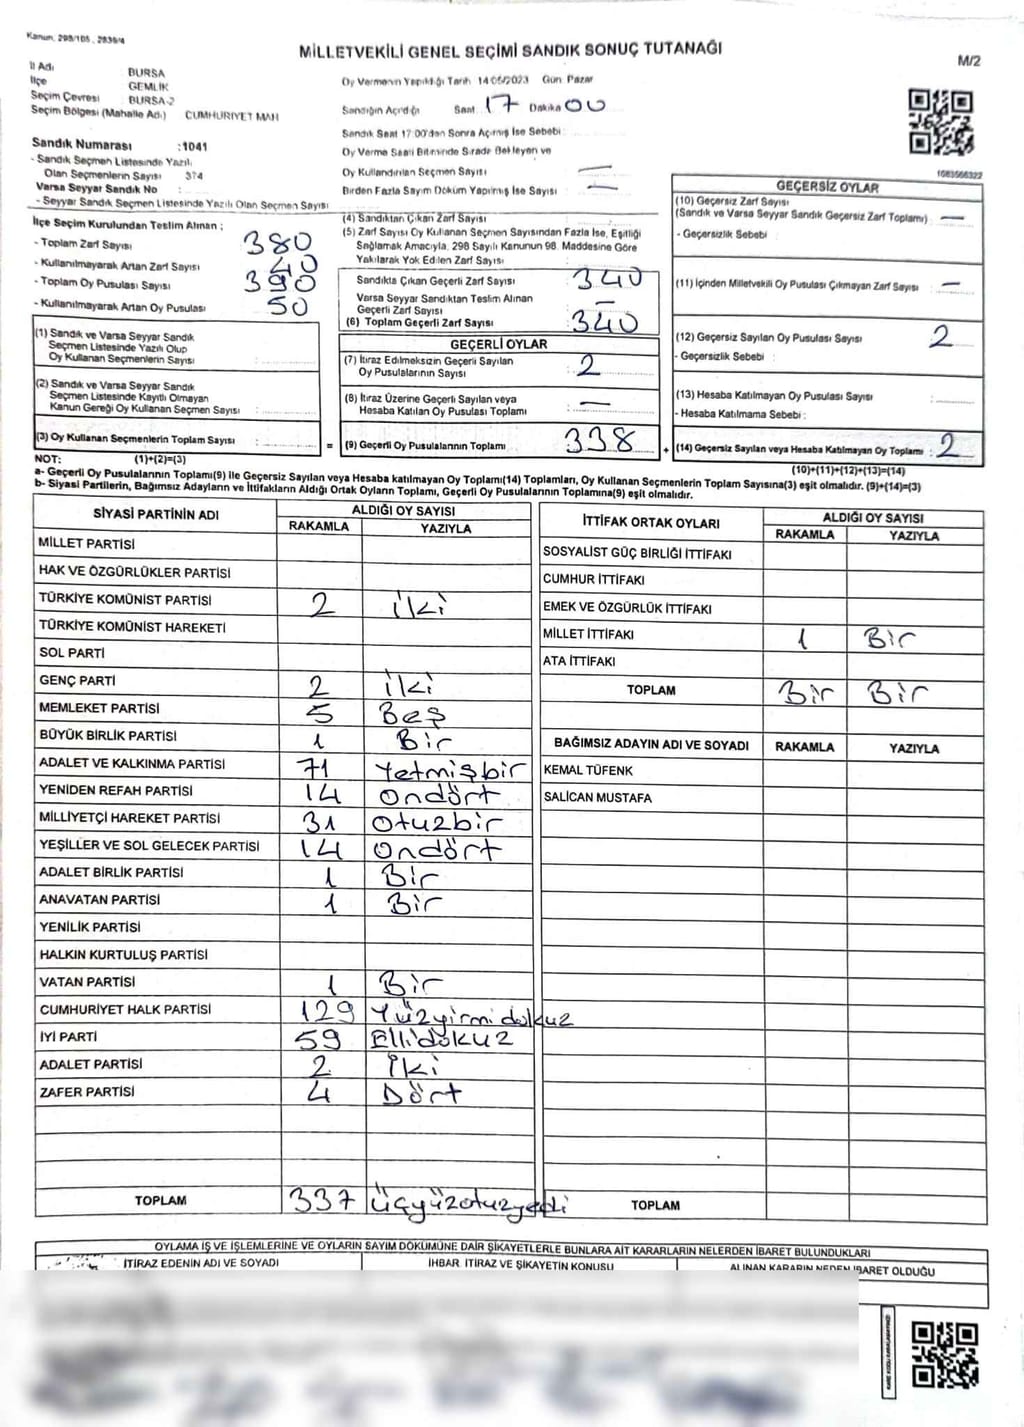 Kanun, 298/105 , 2839/4
MİLLETVEKİLİ GENEL SEÇİMİ SANDIK SONUÇ TUTANAĞI
M/2
İl Adı BURSA
İlçe GEMLİK
Seçim Çevresi BURSA-2
Seçim Bölgesi (Mahalle Adı) CUMHURİYET MAH
Oy Vermenin Yapıldığı Tarih 14/05/2023 Gün Pazar
Sandığın Açıldığı Saat 17 Dakika 00
Sandık Saat 17:00'den Sonra Açılmış İse Sebebi :
Oy Verme Saati Bitiminde Sırada Bekleyen ve
Oy Kullandırılan Seçmen Sayısı : —
Birden Fazla Sayım Döküm Yapılmış İse Sayısı : —
Sandık Numarası :1041
- Sandık Seçmen Listesinde Yazılı
Olan Seçmenlerin Sayısı 374
Varsa Seyyar Sandık No :
- Seyyar Sandık Seçmen Listesinde Yazılı Olan Seçmen Sayısı :
İlçe Seçim Kurulundan Teslim Alınan ;
- Toplam Zarf Sayısı 380
- Kullanılmayarak Artan Zarf Sayısı 40
- Toplam Oy Pusulası Sayısı 390
- Kullanılmayarak Artan Oy Pusulası 50
(1) Sandık ve Varsa Seyyar Sandık
Seçmen Listesinde Yazılı Olup
Oy Kullanan Seçmenlerin Sayısı :
(2) Sandık ve Varsa Seyyar Sandık
Seçmen Listesinde Kayıtlı Olmayan
Kanun Gereği Oy Kullanan Seçmen Sayısı :
(3) Oy Kullanan Seçmenlerin Toplam Sayısı :
(4) Sandıktan Çıkan Zarf Sayısı :
(5) Zarf Sayısı Oy Kullanan Seçmen Sayısından Fazla İse, Eşitliği
Sağlamak Amacıyla, 298 Sayılı Kanunun 98. Maddesine Göre
Yakılarak Yok Edilen Zarf Sayısı :
Sandıkta Çıkan Geçerli Zarf Sayısı : 340
Varsa Seyyar Sandıktan Teslim Alınan
Geçerli Zarf Sayısı : —
(6) Toplam Geçerli Zarf Sayısı : 340
GEÇERLİ OYLAR
(7) İtiraz Edilmeksizin Geçerli Sayılan
Oy Pusulalarının Sayısı : 2
(8) İtiraz Üzerine Geçerli Sayılan veya
Hesaba Katılan Oy Pusulası Toplamı : —
= (9) Geçerli Oy Pusulalarının Toplamı : 338
1083566322
GEÇERSİZ OYLAR
(10) Geçersiz Zarf Sayısı
(Sandık ve Varsa Seyyar Sandık Geçersiz Zarf Toplamı) : —
- Geçersizlik Sebebi :
(11) İçinden Milletvekili Oy Pusulası Çıkmayan Zarf Sayısı : —
(12) Geçersiz Sayılan Oy Pusulası Sayısı : 2
- Geçersizlik Sebebi :
(13) Hesaba Katılmayan Oy Pusulası Sayısı :
- Hesaba Katılmama Sebebi :
+ (14) Geçersiz Sayılan veya Hesaba Katılmayan Oy Toplamı : 2
NOT: (1)+(2)=(3)
(10)+(11)+(12)+(13)=(14)
a- Geçerli Oy Pusulalarının Toplamı(9) ile Geçersiz Sayılan veya Hesaba katılmayan Oy Toplamı(14) Toplamları, Oy Kullanan Seçmenlerin Toplam Sayısına(3) eşit olmalıdır. (9)+(14)=(3)
b- Siyasi Partilerin, Bağımsız Adayların ve İttifakların Aldığı Ortak Oyların Toplamı, Geçerli Oy Pusulalarının Toplamına(9) eşit olmalıdır.
SİYASİ PARTİNİN ADI ALDIĞI OY SAYISI
RAKAMLA YAZIYLA
MİLLET PARTİSİ
HAK VE ÖZGÜRLÜKLER PARTİSİ
TÜRKİYE KOMÜNİST PARTİSİ 2 İki
TÜRKİYE KOMÜNİST HAREKETİ
SOL PARTİ
GENÇ PARTİ 2 İki
MEMLEKET PARTİSİ 5 Beş
BÜYÜK BİRLİK PARTİSİ 1 Bir
ADALET VE KALKINMA PARTİSİ 71 Yetmişbir
YENİDEN REFAH PARTİSİ 14 Ondört
MİLLİYETÇİ HAREKET PARTİSİ 31 Otuzbir
YEŞİLLER VE SOL GELECEK PARTİSİ 14 Ondört
ADALET BİRLİK PARTİSİ 1 Bir
ANAVATAN PARTİSİ 1 Bir
YENİLİK PARTİSİ
HALKIN KURTULUŞ PARTİSİ
VATAN PARTİSİ 1 Bir
CUMHURİYET HALK PARTİSİ 129 Yüzyirmidokuz
İYİ PARTİ 59 Ellidokuz
ADALET PARTİSİ 2 İki
ZAFER PARTİSİ 4 Dört
TOPLAM 337 üçyüzotuzyedi
İTTİFAK ORTAK OYLARI ALDIĞI OY SAYISI
RAKAMLA YAZIYLA
SOSYALİST GÜÇ BİRLİĞİ İTTİFAKI
CUMHUR İTTİFAKI
EMEK VE ÖZGÜRLÜK İTTİFAKI
MİLLET İTTİFAKI 1 Bir
ATA İTTİFAKI
TOPLAM Bir Bir
BAĞIMSIZ ADAYIN ADI VE SOYADI RAKAMLA YAZIYLA
KEMAL TÜFENK
SALİCAN MUSTAFA
TOPLAM
OYLAMA İŞ VE İŞLEMLERİNE VE OYLARIN SAYIM DÖKÜMÜNE DAİR ŞİKAYETLERLE BUNLARA AİT KARARLARIN NELERDEN İBARET BULUNDUKLARI
İTİRAZ EDENİN ADI VE SOYADI İHBAR İTİRAZ VE ŞİKAYETİN KONUSU ALINAN KARARIN NEDEN İBARET OLDUĞU